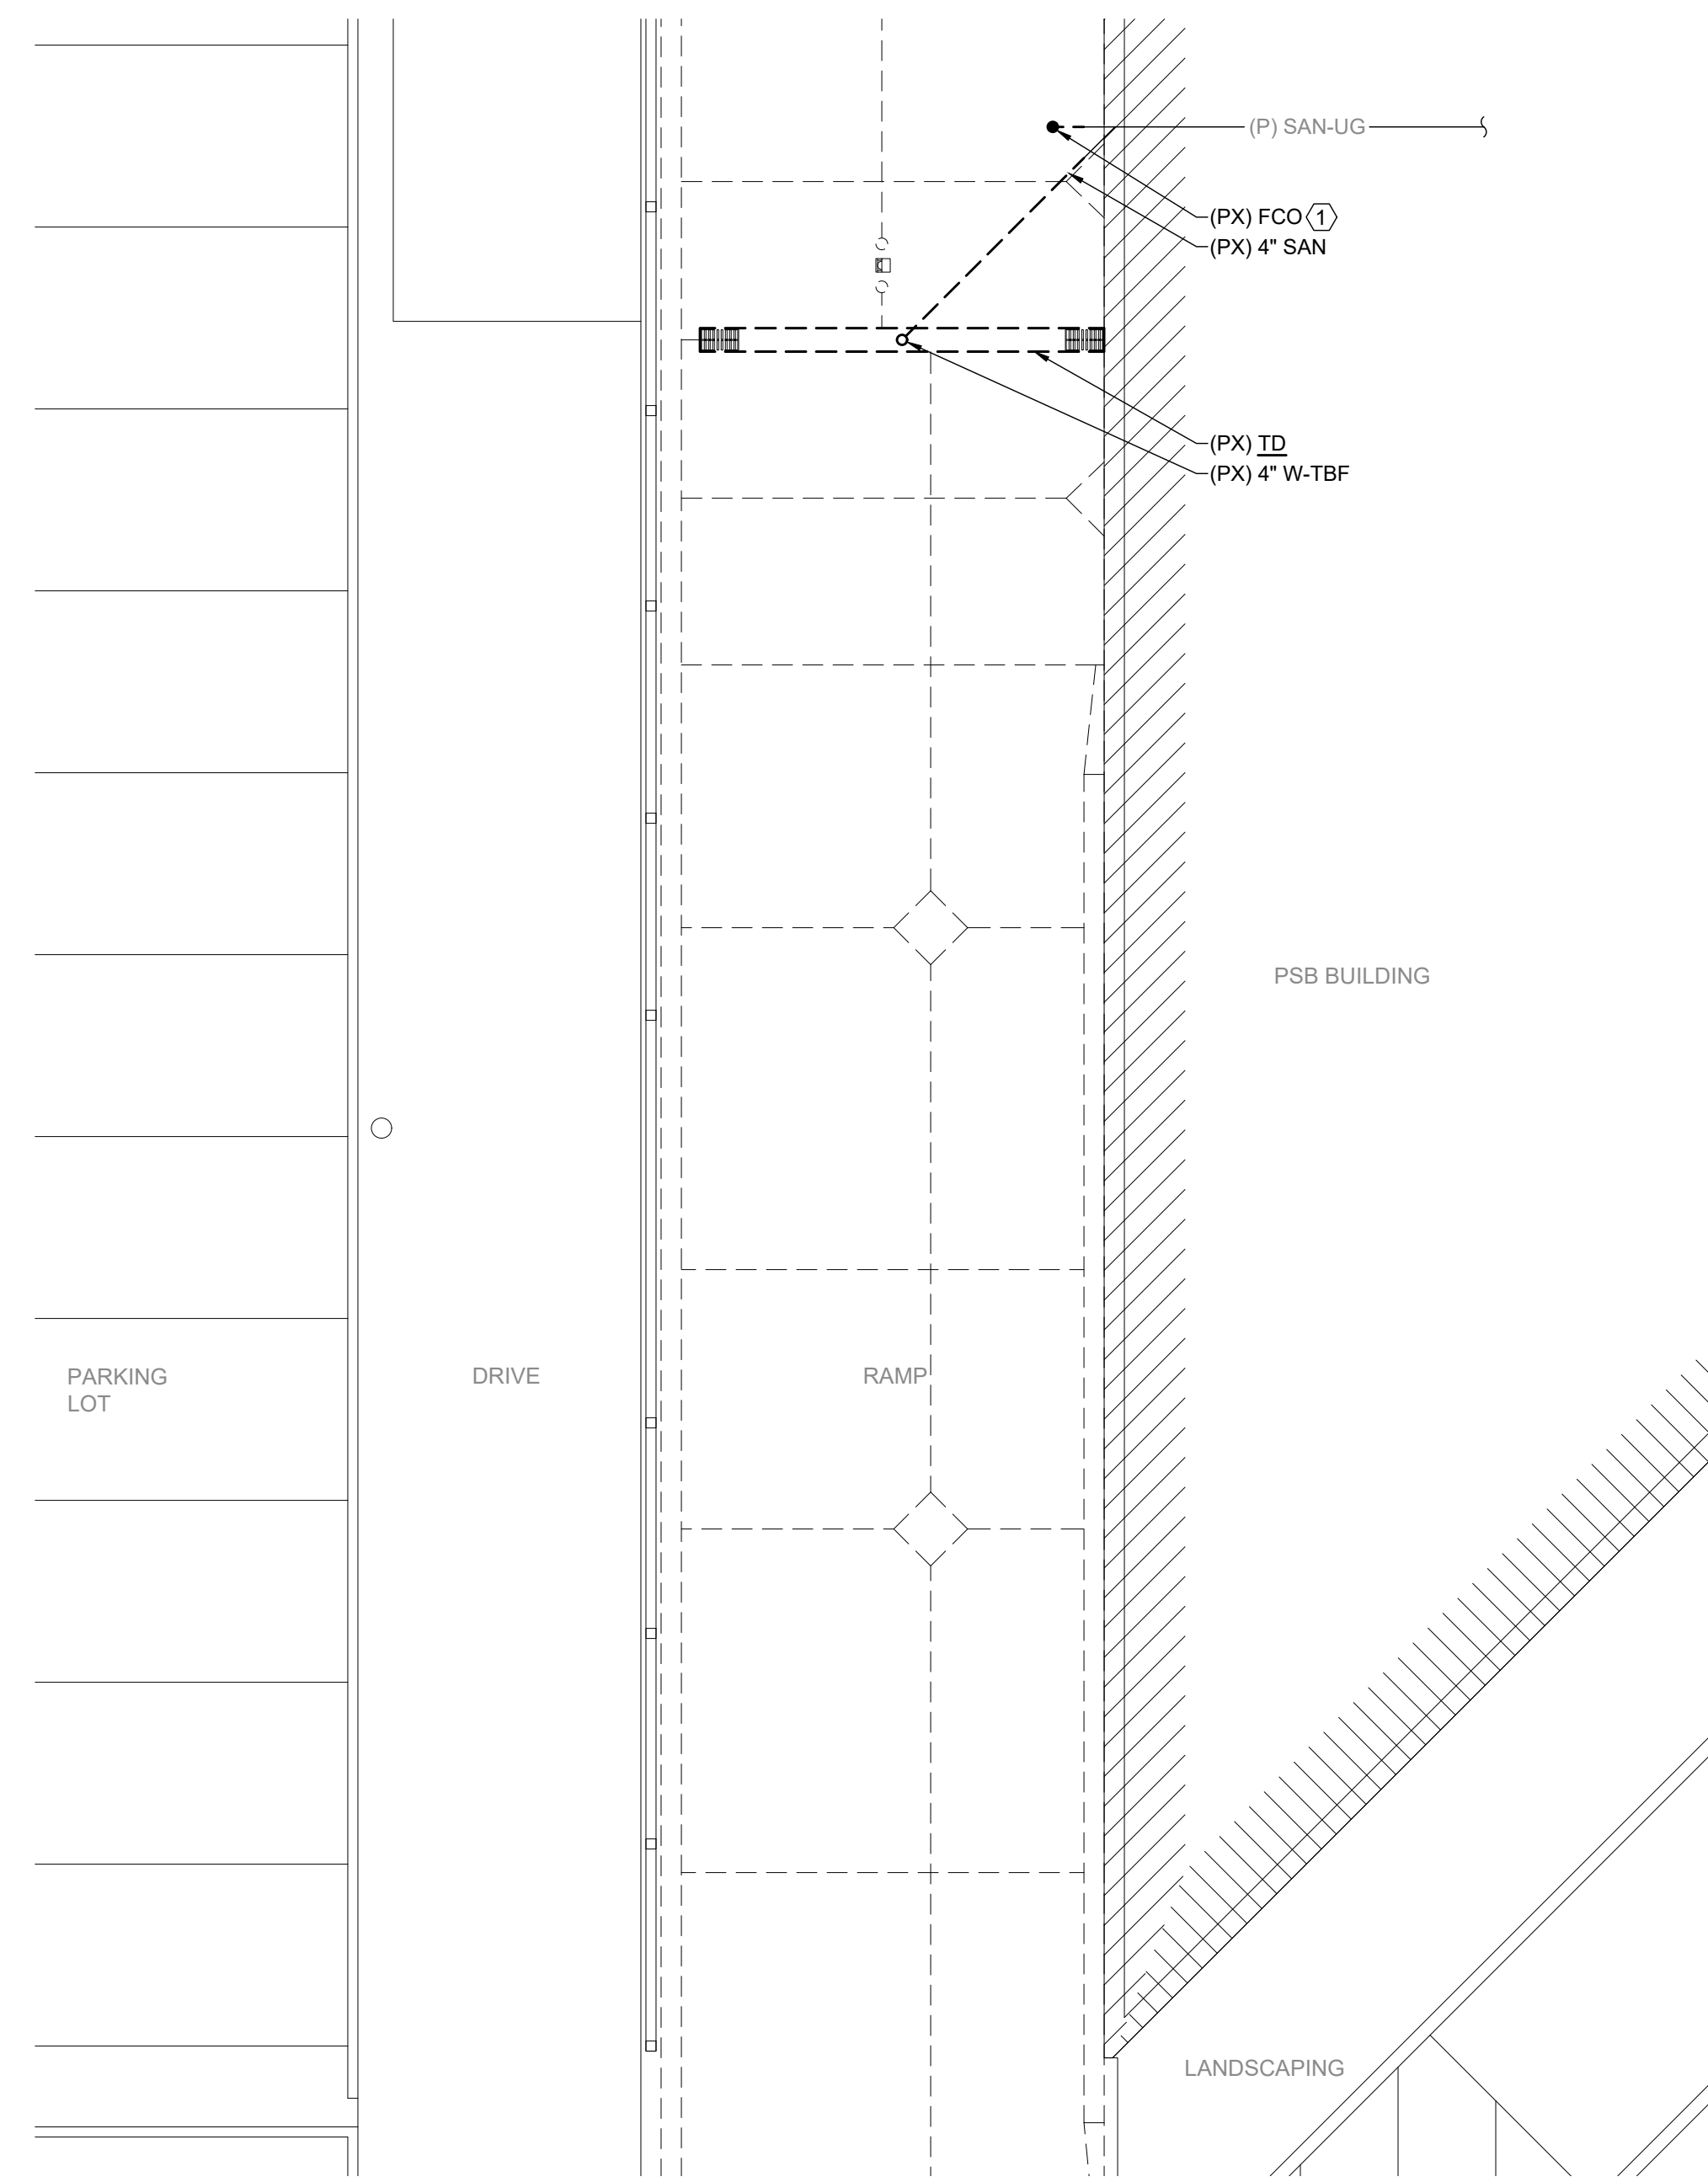 (P) SAN-UG
(PX) FCO 1
(PX) 4" SAN
(PX) TD
(PX) 4" W-TBF
PSB BUILDING
PARKING
LOT
DRIVE
RAMP
LANDSCAPING